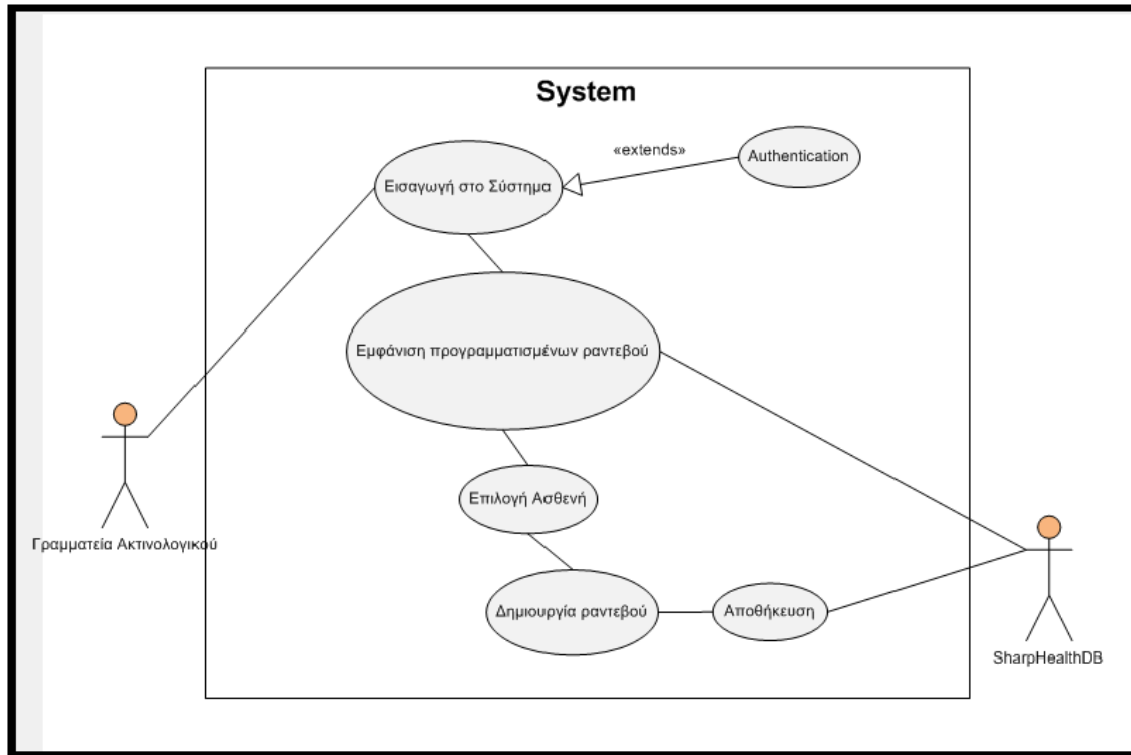 System
«extends»
Authentication
Εισαγωγή στο Σύστημα
Εμφάνιση προγραμματισμένων ραντεβού
Επιλογή Ασθενή
Γραμματεία Ακτινολογικού
Δημιουργία ραντεβού
Αποθήκευση
SharpHealthDB